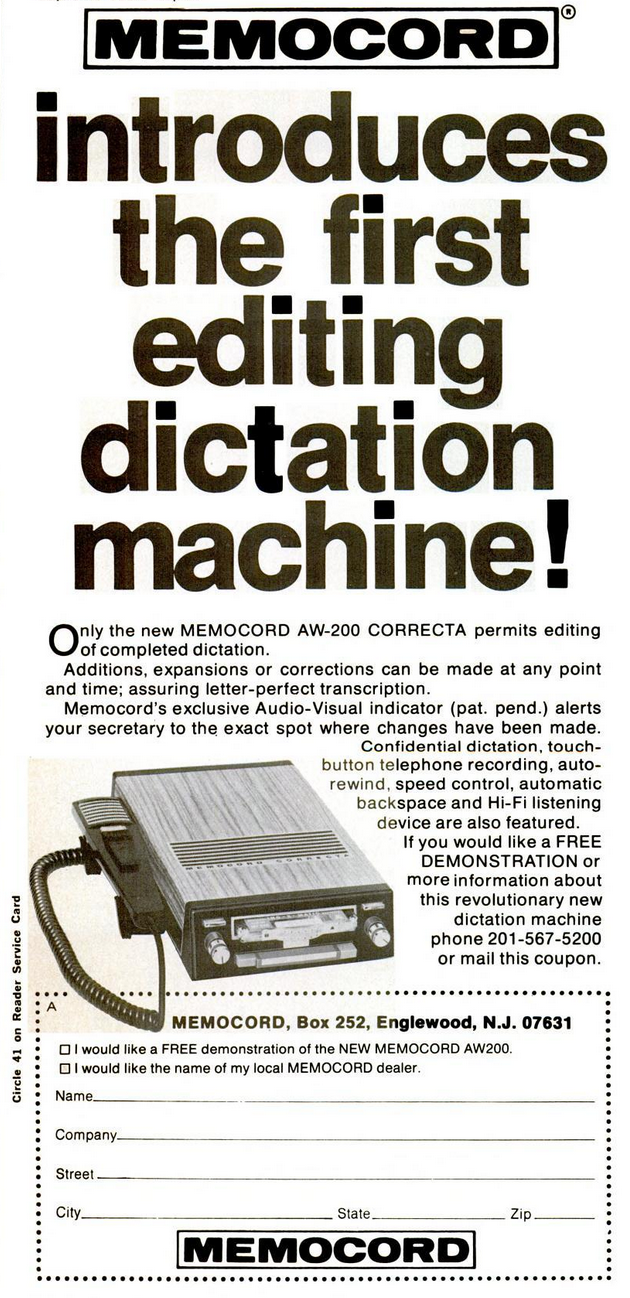 MEMOCORD®
introduces
the first
editing
dictation
machine!
Only the new MEMOCORD AW-200 CORRECTA permits editing
of completed dictation.
Additions, expansions or corrections can be made at any point
and time; assuring letter-perfect transcription.
Memocord's exclusive Audio-Visual indicator (pat. pend.) alerts
your secretary to the exact spot where changes have been made.
Confidential dictation, touch-
button telephone recording, auto-
rewind, speed control, automatic
backspace and Hi-Fi listening
device are also featured.
If you would like a FREE
DEMONSTRATION or
more information about
this revolutionary new
dictation machine
phone 201-567-5200
or mail this coupon.
MEMOCORD CORRECTA
Circle 41 on Reader Service Card
A
MEMOCORD, Box 252, Englewood, N.J. 07631
☐ I would like a FREE demonstration of the NEW MEMOCORD AW200.
☐ I would like the name of my local MEMOCORD dealer.
Name
Company
Street
City State Zip
MEMOCORD